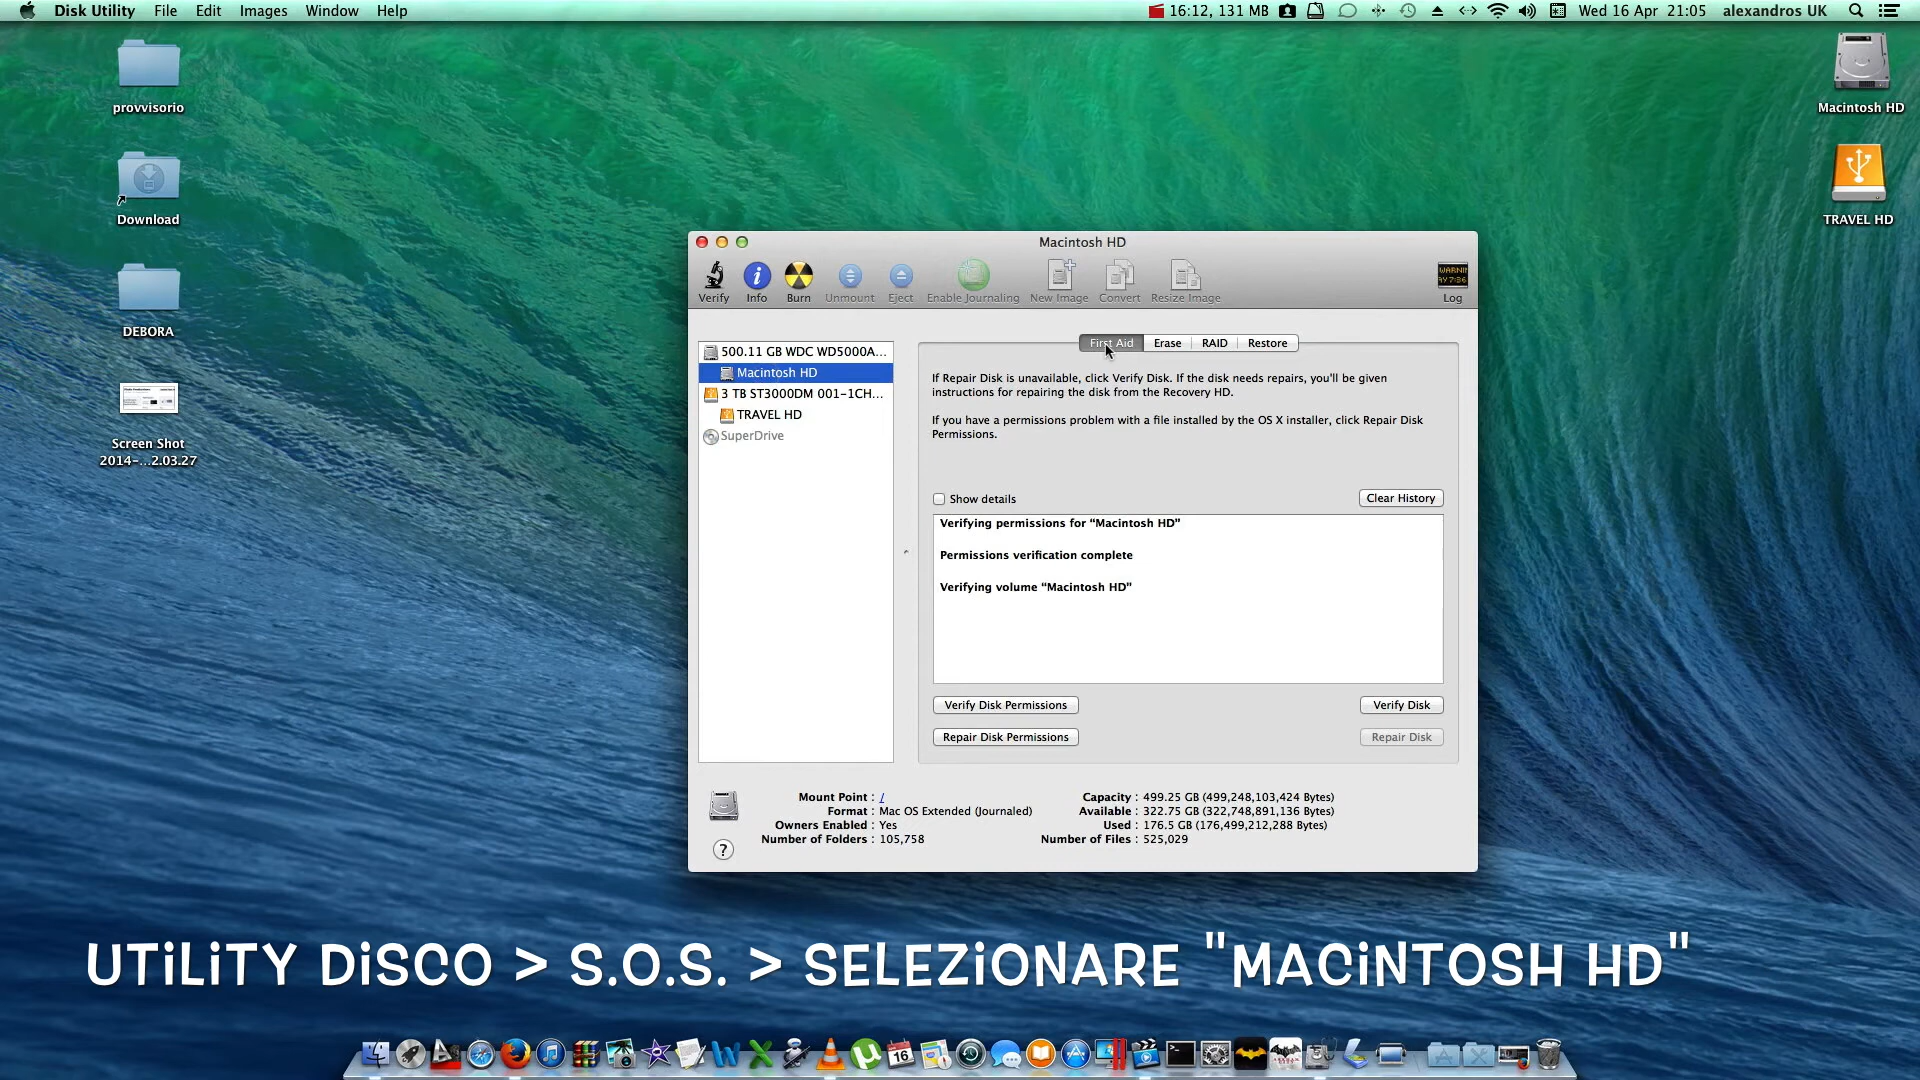 Disk Utility File Edit Images Window Help 16:12, 131 MB Wed 16 Apr 21:05 alexandros UK
provvisorio
Download
DEBORA
Screen Shot
2014-...2.03.27
Macintosh HD
TRAVEL HD
Macintosh HD
Verify Info Burn Unmount Eject Enable Journaling New Image Convert Resize Image Log
500.11 GB WDC WD5000A...
Macintosh HD
3 TB ST3000DM 001-1CH...
TRAVEL HD
SuperDrive
First Aid Erase RAID Restore
If Repair Disk is unavailable, click Verify Disk. If the disk needs repairs, you'll be given
instructions for repairing the disk from the Recovery HD.
If you have a permissions problem with a file installed by the OS X installer, click Repair Disk
Permissions.
Show details Clear History
Verifying permissions for “Macintosh HD”
Permissions verification complete
Verifying volume “Macintosh HD”
Verify Disk Permissions Verify Disk
Repair Disk Permissions Repair Disk
Mount Point : / Capacity : 499.25 GB (499,248,103,424 Bytes)
Format : Mac OS Extended (Journaled) Available : 322.75 GB (322,748,891,136 Bytes)
Owners Enabled : Yes Used : 176.5 GB (176,499,212,288 Bytes)
Number of Folders : 105,758 Number of Files : 525,029
?
UTiLiTY DiSCO > S.O.S. > SELEZiONARE "MACiNTOSH HD"
16